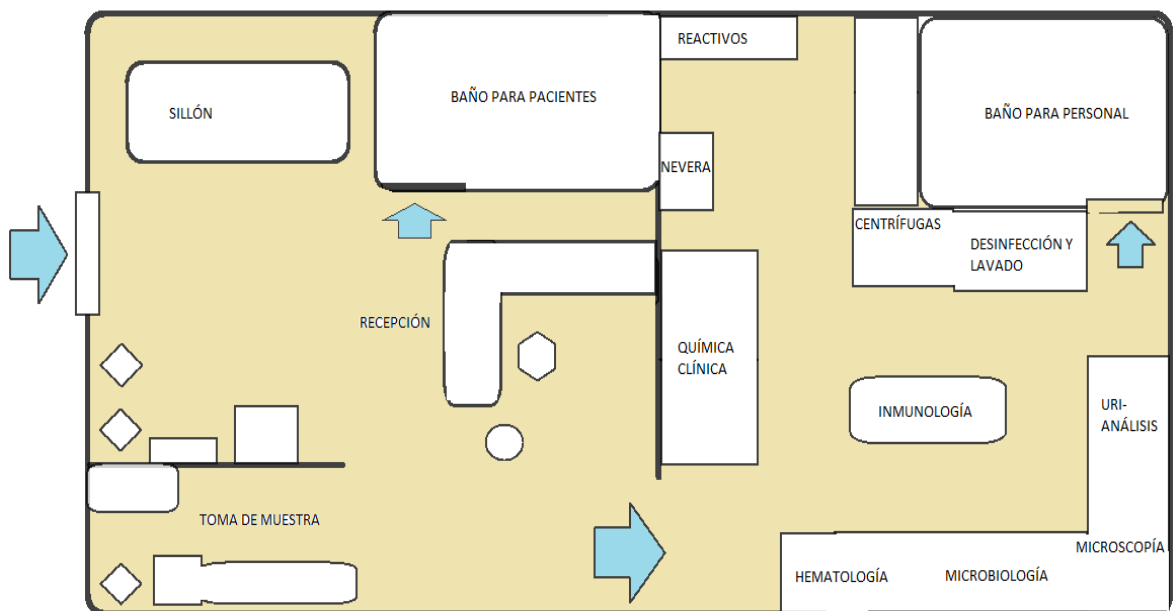 REACTIVOS
SILLÓN
BAÑO PARA PACIENTES
BAÑO PARA PERSONAL
NEVERA
CENTRÍFUGAS
DESINFECCIÓN Y
LAVADO
RECEPCIÓN
QUÍMICA
CLÍNICA
INMUNOLOGÍA
URI-
ANÁLISIS
TOMA DE MUESTRA
MICROSCOPÍA
HEMATOLOGÍA
MICROBIOLOGÍA